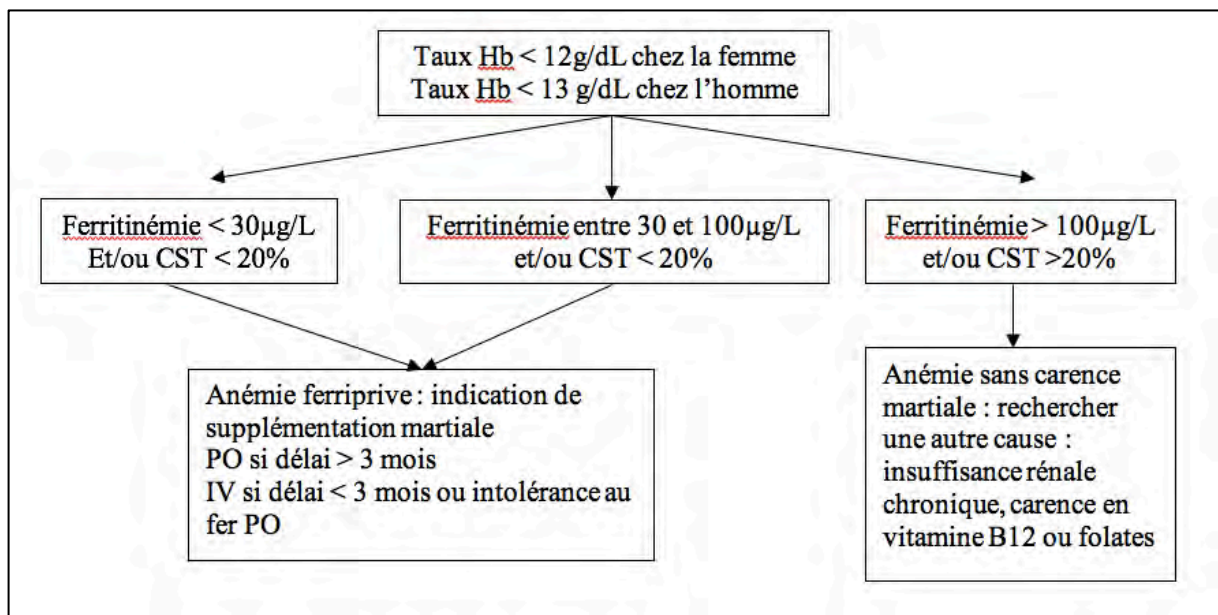 Taux Hb < 12g/dL chez la femme
Taux Hb < 13 g/dL chez l’homme
Ferritinémie < 30µg/L
Et/ou CST < 20%
Ferritinémie entre 30 et 100µg/L
et/ou CST < 20%
Ferritinémie > 100µg/L
et/ou CST >20%
Anémie ferriprive : indication de
supplémentation martiale
PO si délai > 3 mois
IV si délai < 3 mois ou intolérance au
fer PO
Anémie sans carence
martiale : rechercher
une autre cause :
insuffisance rénale
chronique, carence en
vitamine B12 ou folates